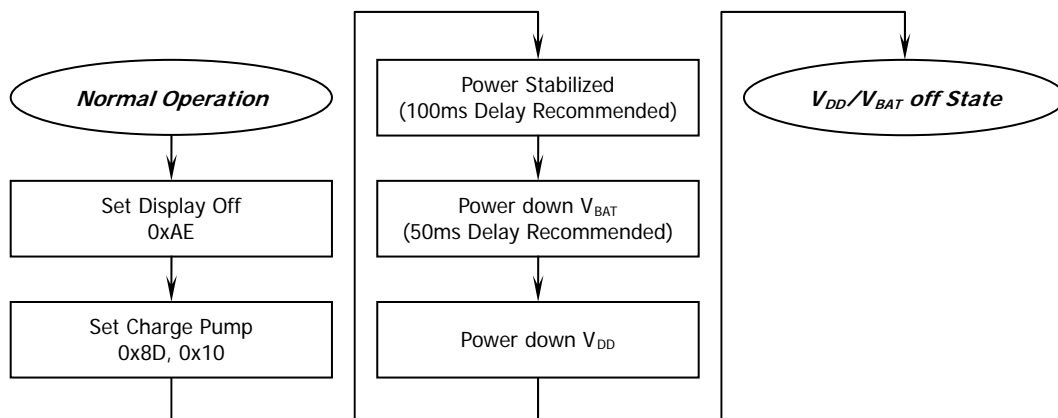 Normal Operation
Set Display Off
0xAE
Set Charge Pump
0x8D, 0x10
Power Stabilized
(100ms Delay Recommended)
Power down VBAT
(50ms Delay Recommended)
Power down VDD
VDD/VBAT off State